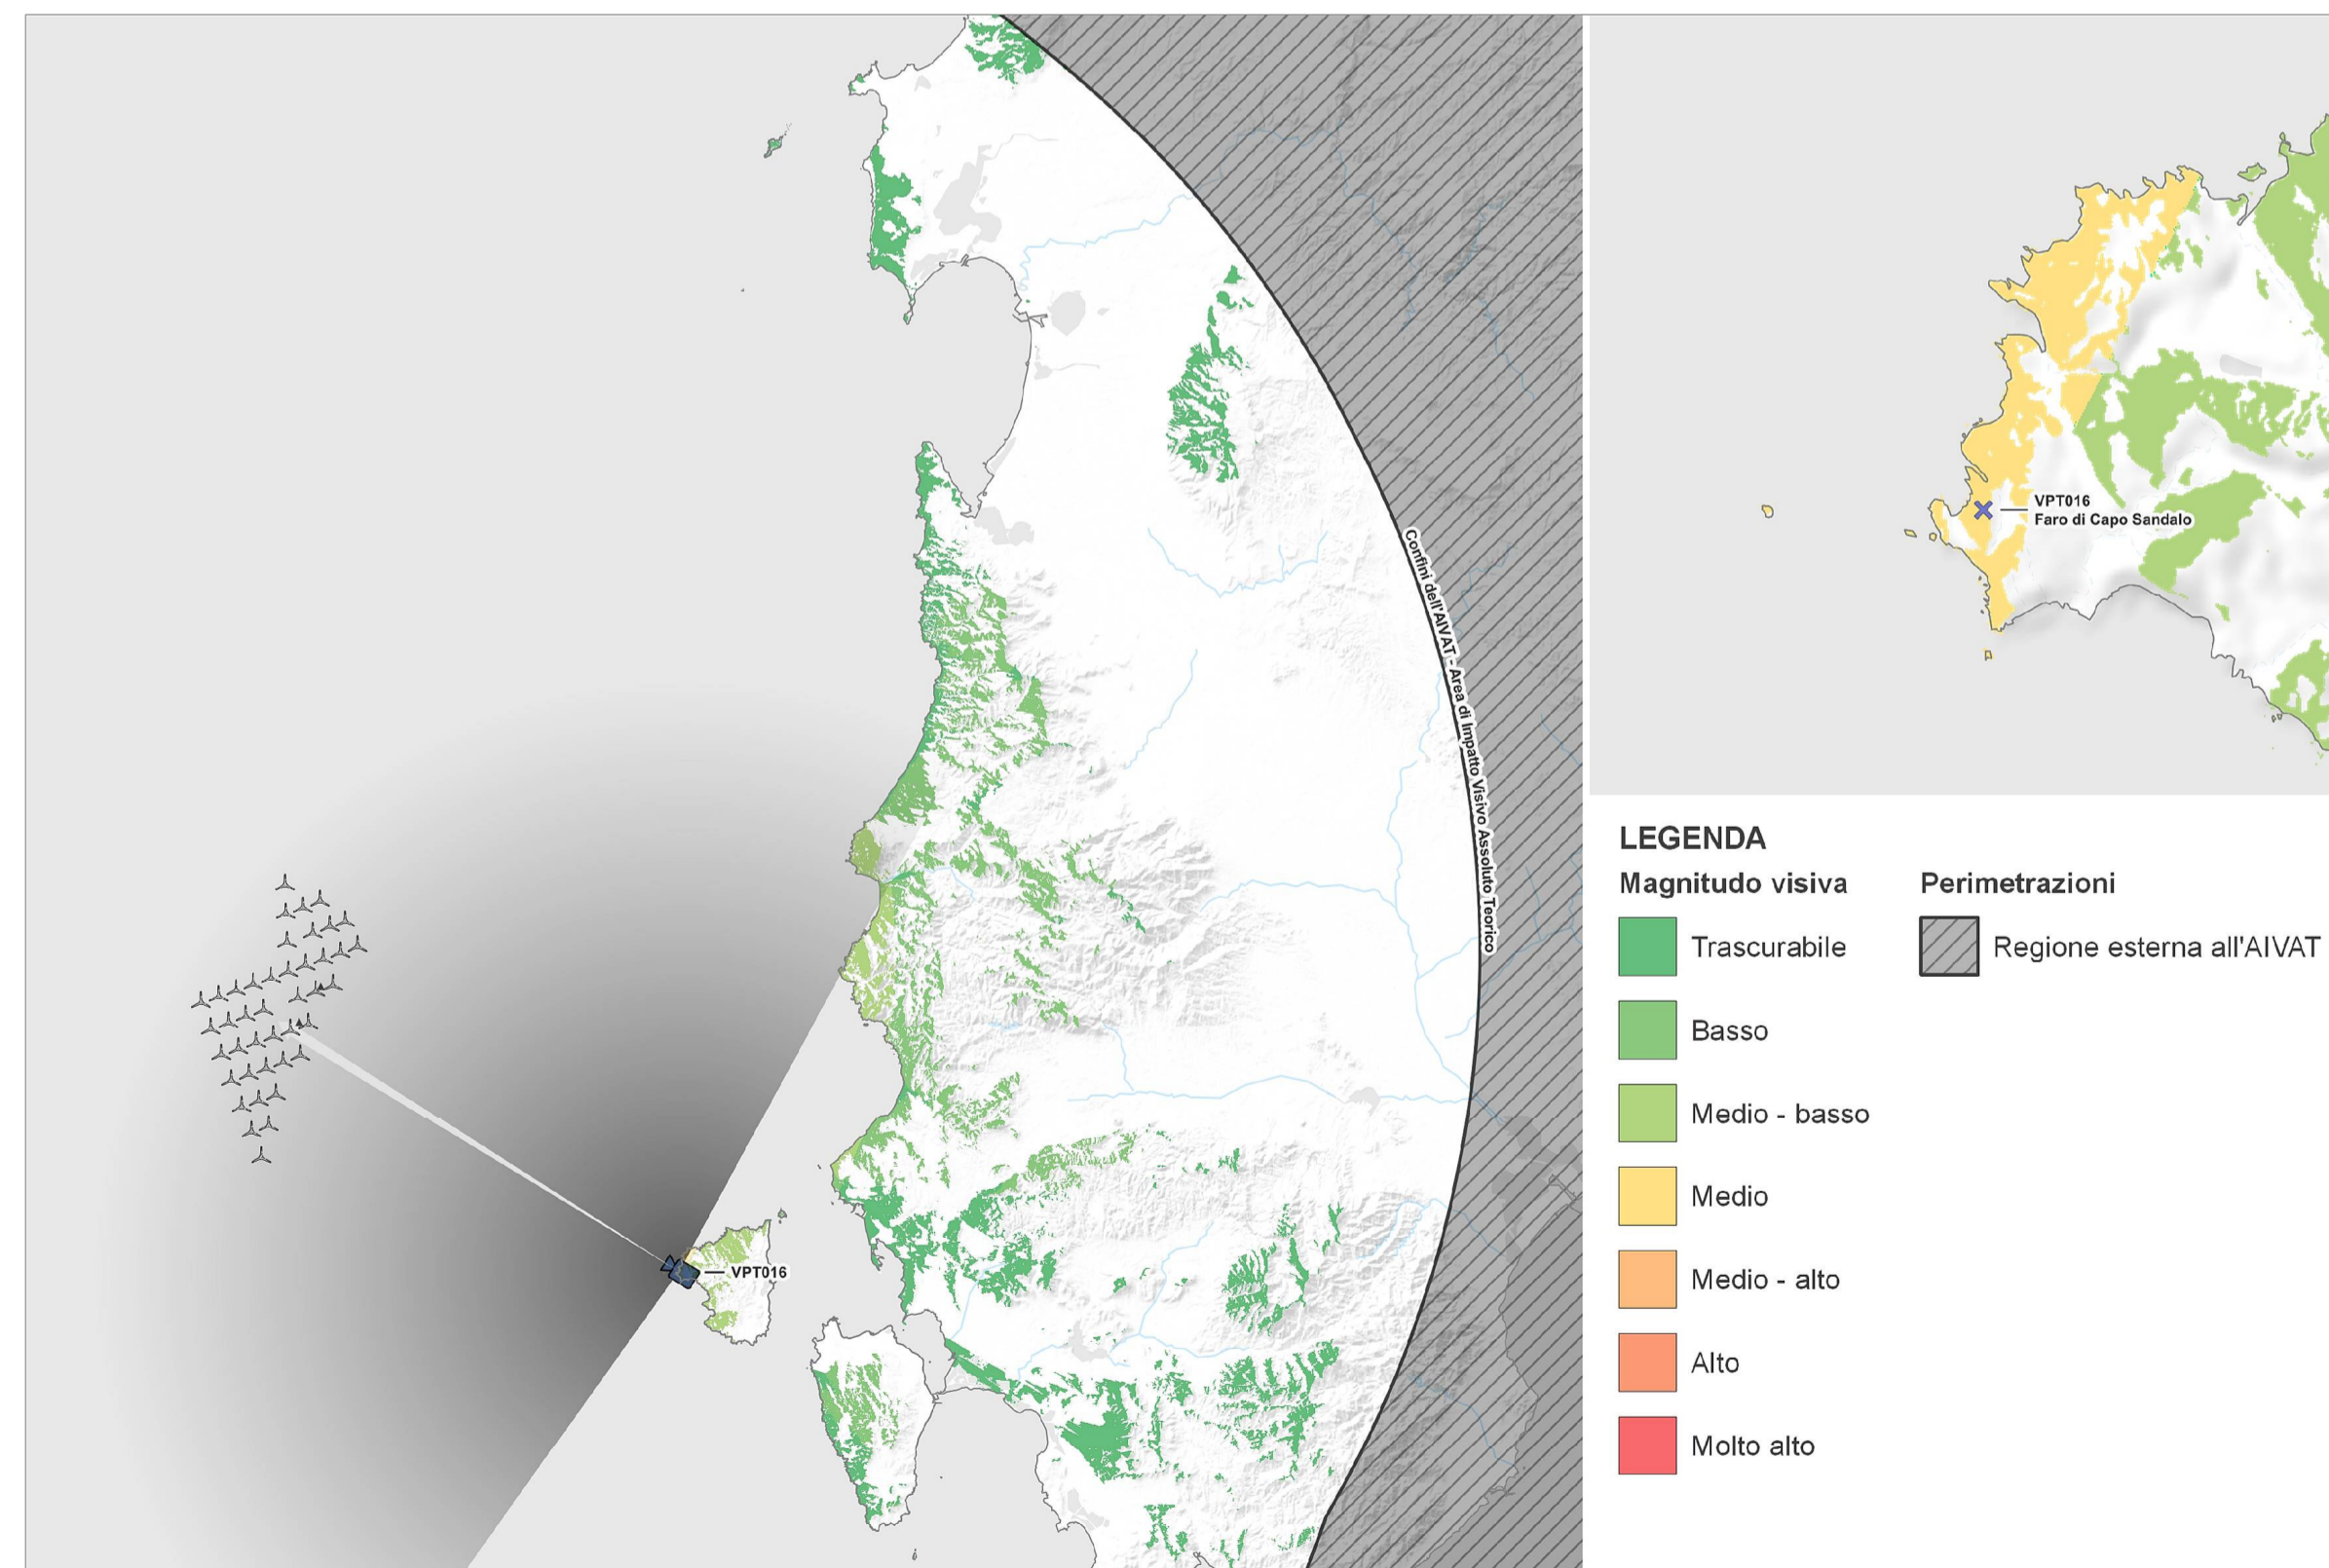 Confini dell'AIVAT - Area di Impatto Visivo Assoluto Teorico
VPT016
VPT016
Faro di Capo Sandalo
LEGENDA
Magnitudo visiva
Trascurabile
Basso
Medio - basso
Medio
Medio - alto
Alto
Molto alto
Perimetrazioni
Regione esterna all'AIVAT